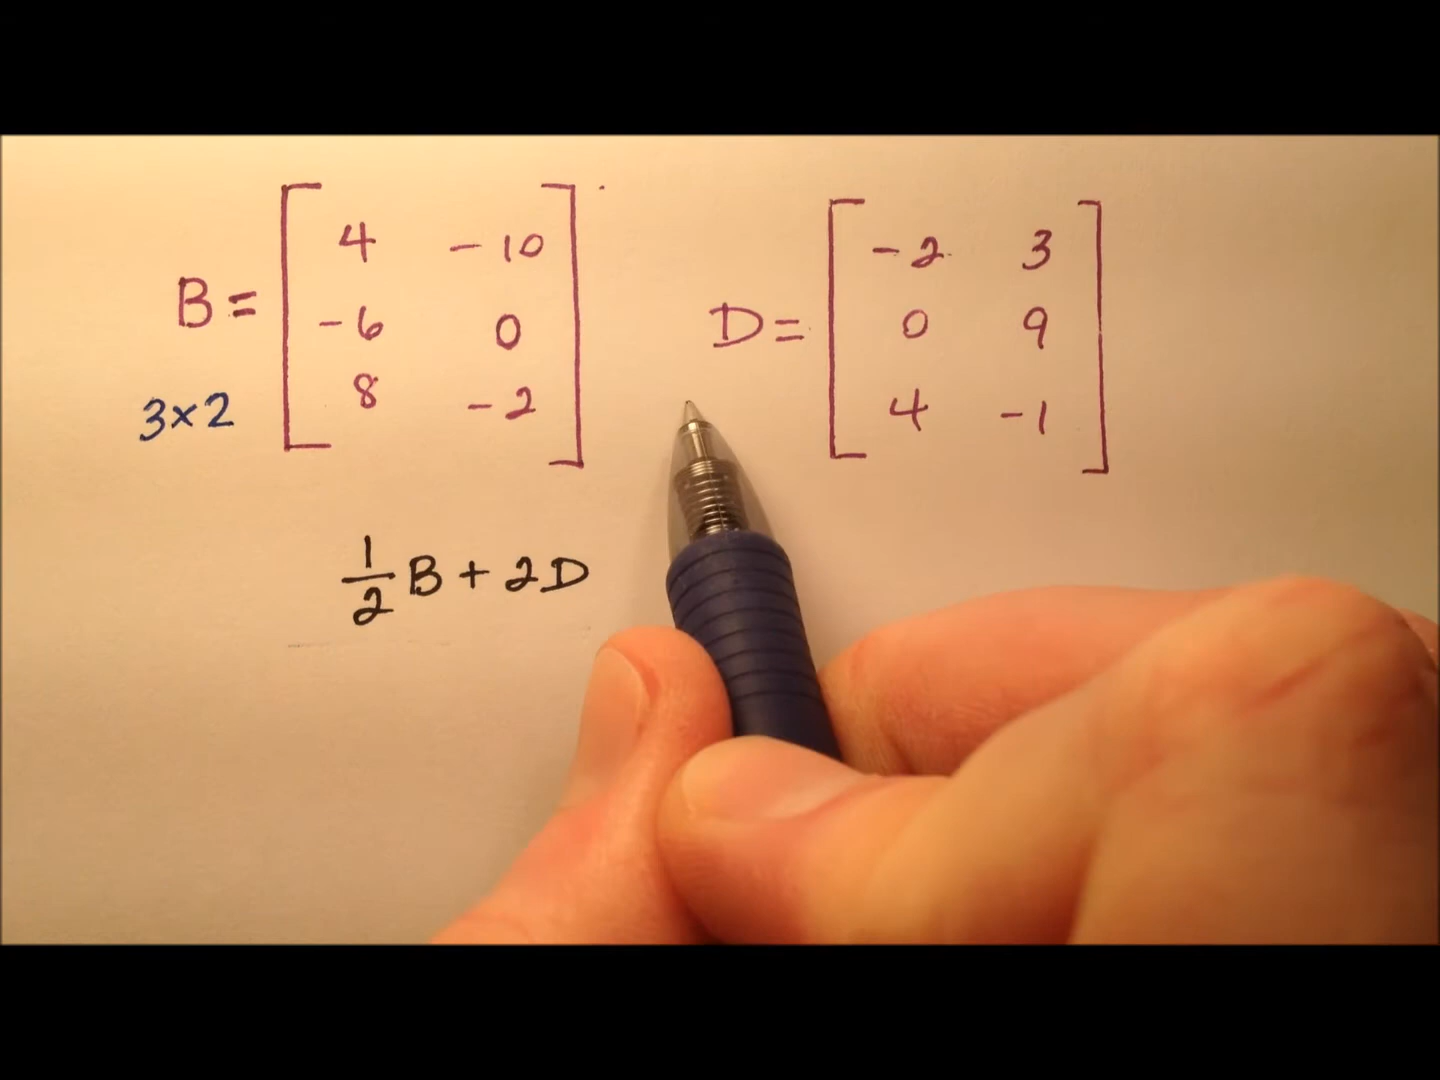 B = [ 4 -10
-6 0
8 -2 ]
3×2
D = [ -2 3
0 9
4 -1 ]
1/2 B + 2D